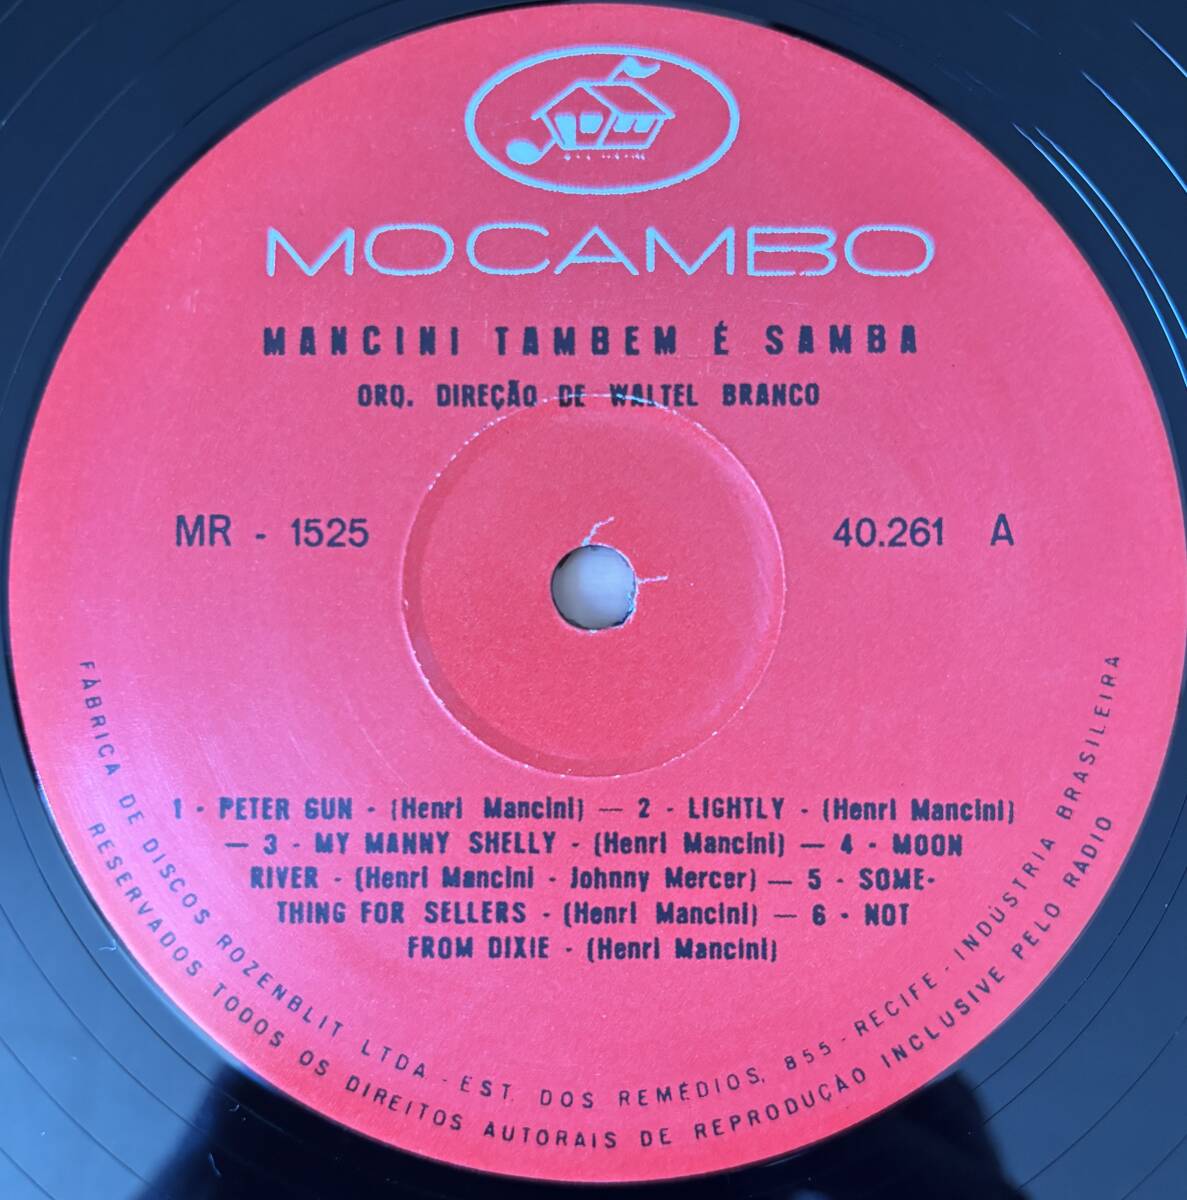 MOCAMBO
MANCINI TAMBEM É SAMBA
ORQ. DIREÇÃO DE WALTEL BRANCO
MR - 1525
40.261 A
1 - PETER GUN - (Henri Mancini) — 2 - LIGHTLY - (Henri Mancini)
— 3 - MY MANNY SHELLY - (Henri Mancini) — 4 - MOON
RIVER - (Henri Mancini - Johnny Mercer) — 5 - SOME-
THING FOR SELLERS - (Henri Mancini) — 6 - NOT
FROM DIXIE - (Henri Mancini)
FÁBRICA DE DISCOS ROZENBLIT LTDA - EST. DOS REMÉDIOS, 855 - RECIFE - INDÚSTRIA BRASILEIRA
RESERVADOS TODOS OS DIREITOS AUTORAIS DE REPRODUÇÃO INCLUSIVE PELO RADIO